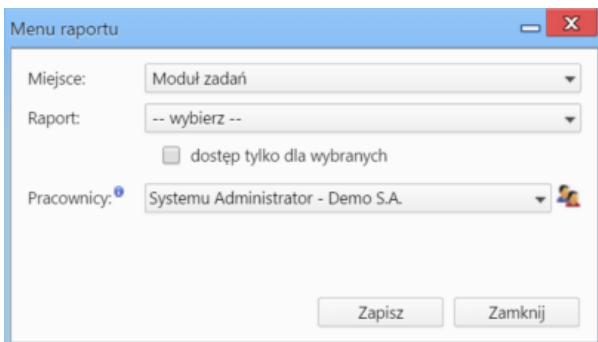 Menu raportu
Miejsce: Moduł zadań
Raport: -- wybierz --
dostęp tylko dla wybranych
Pracownicy: Systemu Administrator - Demo S.A.
Zapisz Zamknij